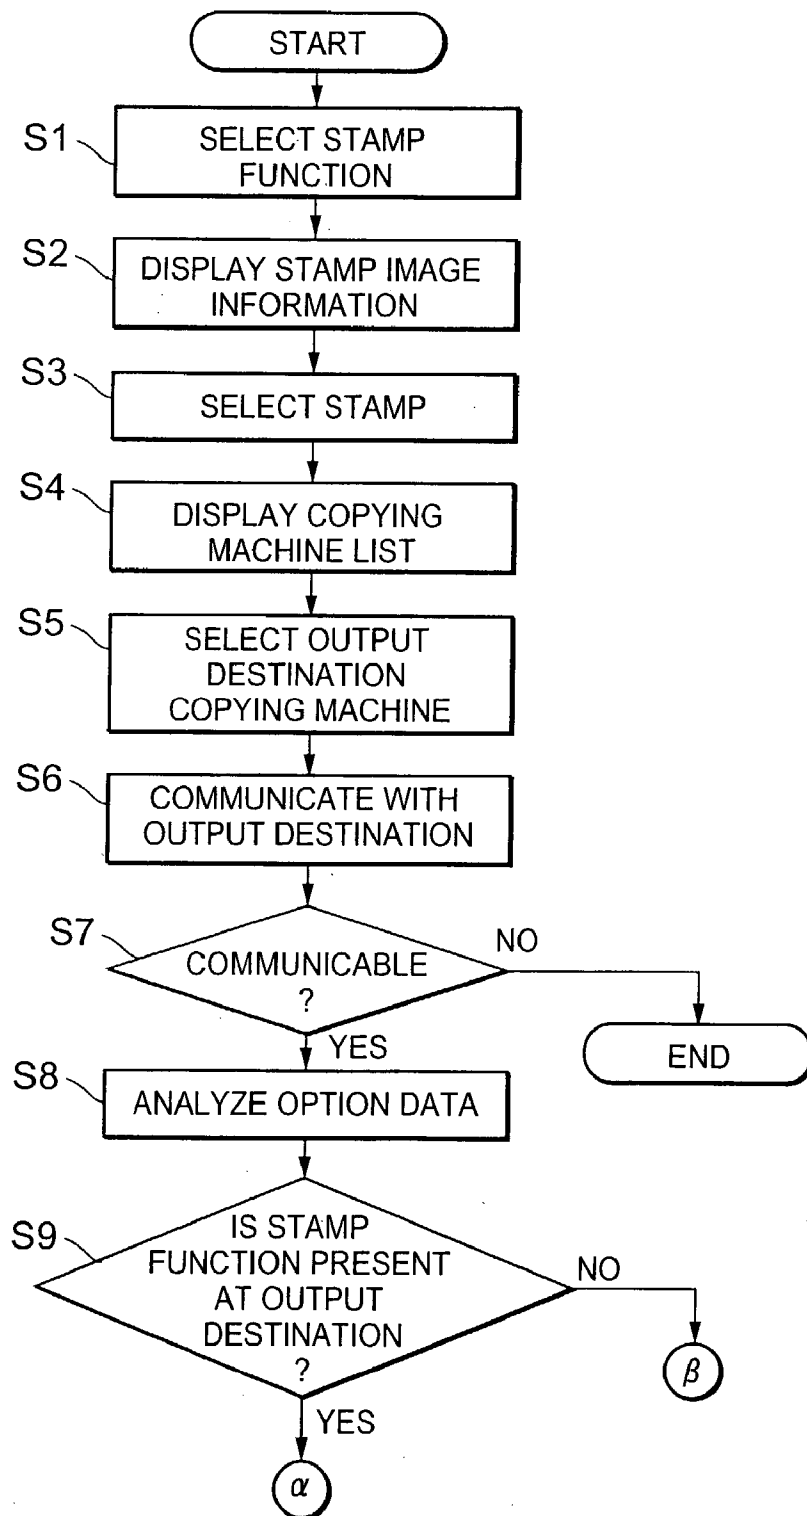 START
S1
SELECT STAMP
FUNCTION
S2
DISPLAY STAMP IMAGE
INFORMATION
S3
SELECT STAMP
S4
DISPLAY COPYING
MACHINE LIST
S5
SELECT OUTPUT
DESTINATION
COPYING MACHINE
S6
COMMUNICATE WITH
OUTPUT DESTINATION
S7
COMMUNICABLE
?
NO
END
YES
S8
ANALYZE OPTION DATA
S9
IS STAMP
FUNCTION PRESENT
AT OUTPUT
DESTINATION
?
NO
β
YES
α